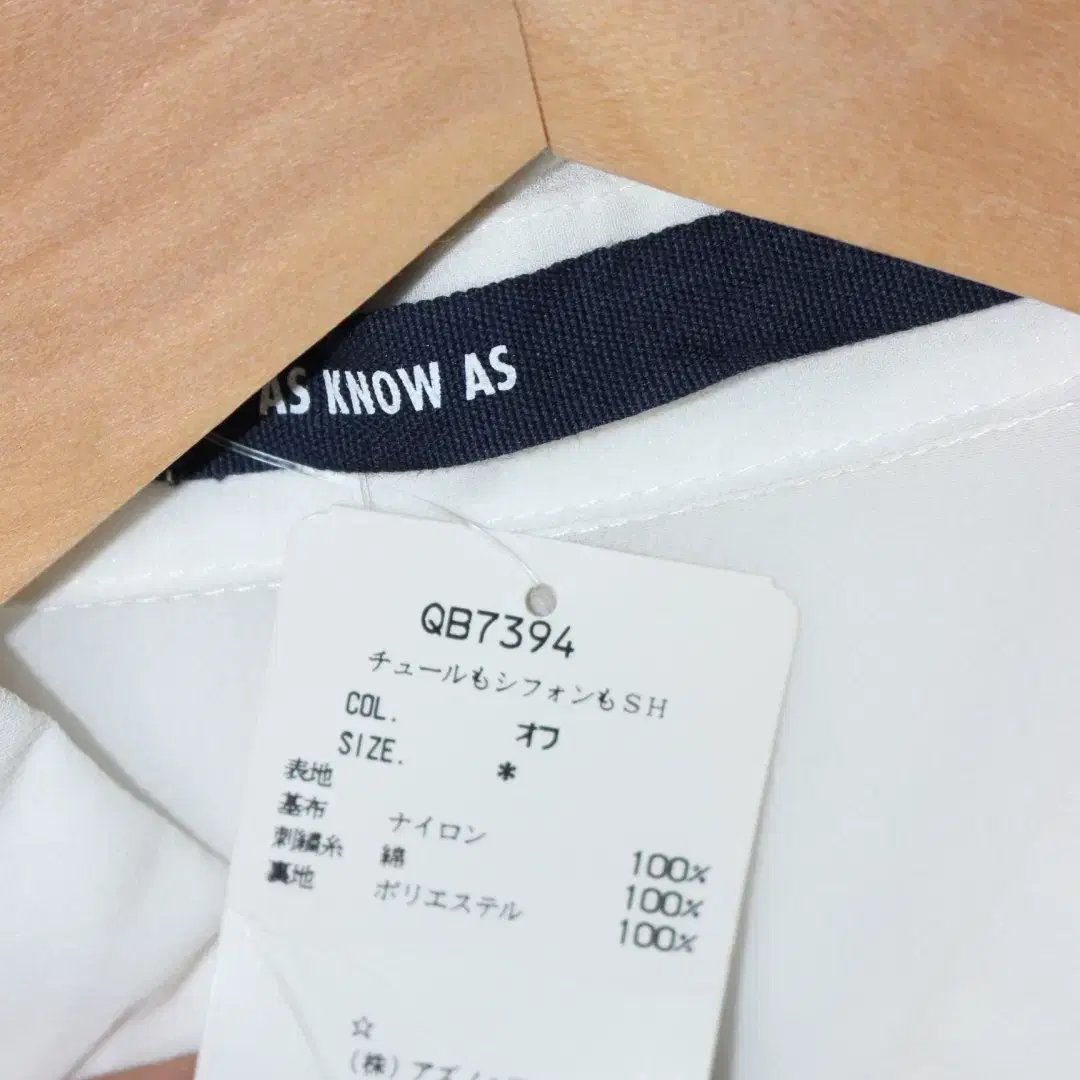 AS KNOW AS
QB7394
チュールもシフォンもSH
COL. オフ
SIZE. *
表地
基布 ナイロン 100%
刺繍糸 綿 100%
裏地 ポリエステル 100%
☆
(株) アズ